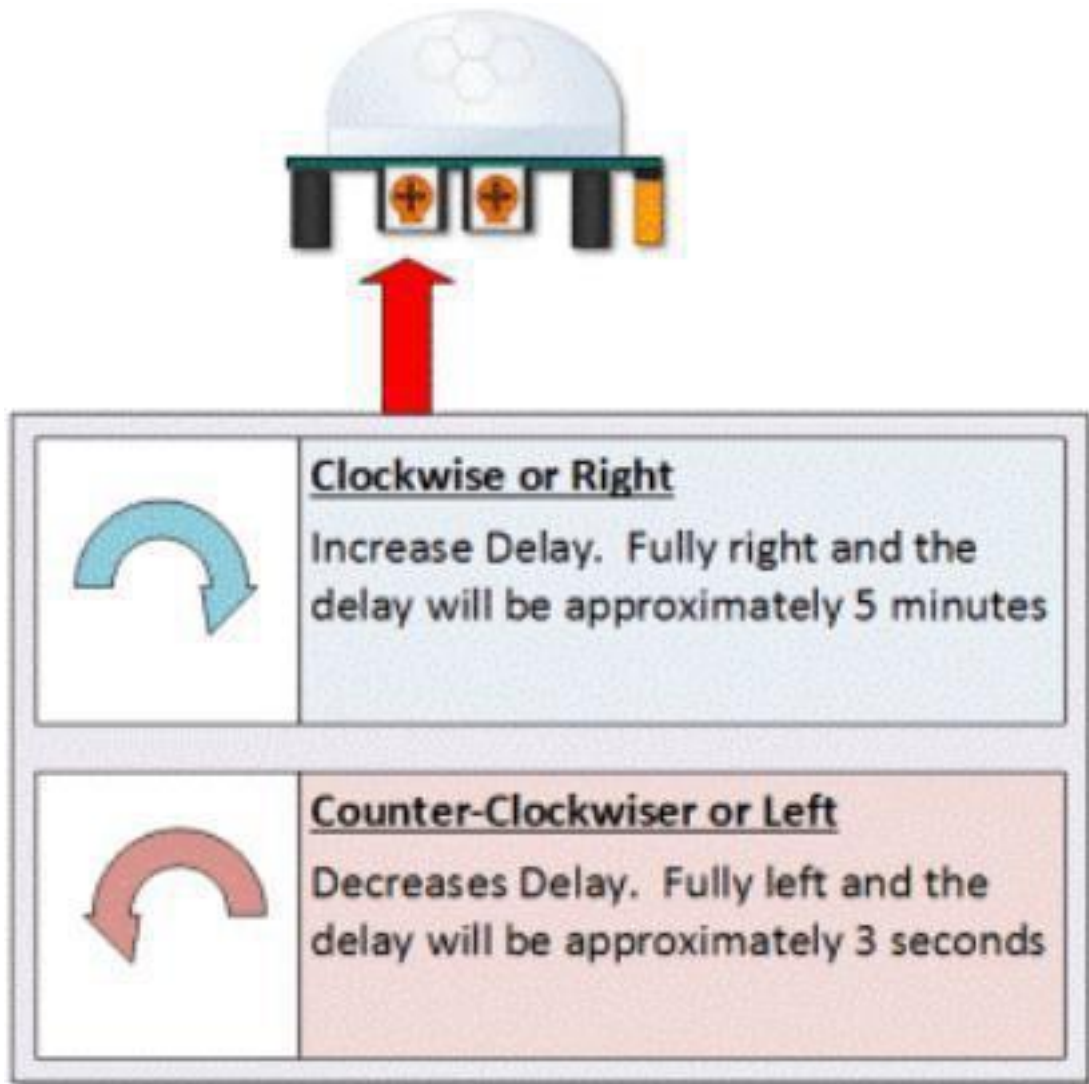 Clockwise or Right
Increase Delay. Fully right and the
delay will be approximately 5 minutes
Counter-Clockwiser or Left
Decreases Delay. Fully left and the
delay will be approximately 3 seconds